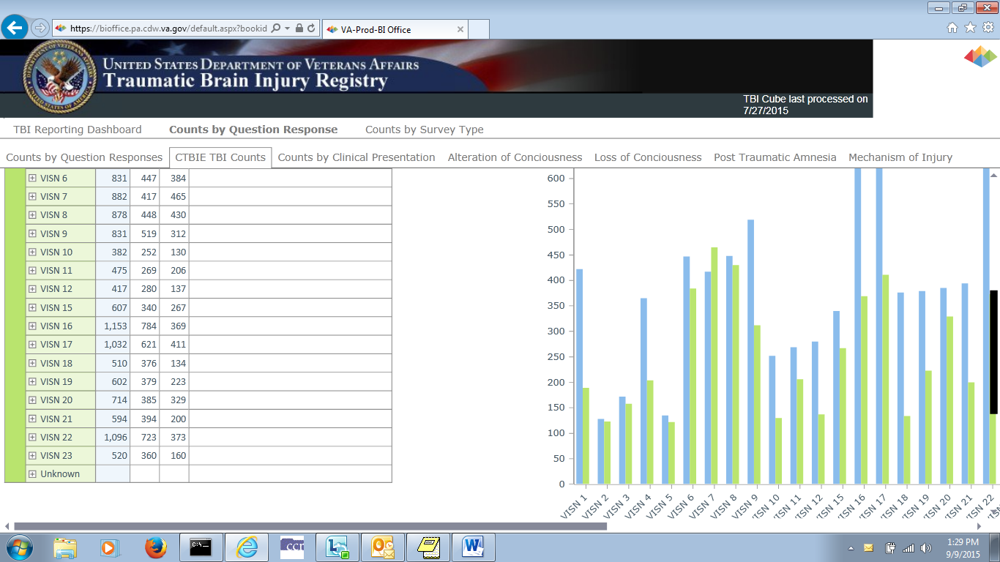 https://bioffice.pa.cdw.va.gov/default.aspx?bookid
VA-Prod-BI Office
UNITED STATES DEPARTMENT OF VETERANS AFFAIRS
Traumatic Brain Injury Registry
TBI Cube last processed on
7/27/2015
TBI Reporting Dashboard Counts by Question Response Counts by Survey Type
Counts by Question Responses CTBIE TBI Counts Counts by Clinical Presentation Alteration of Conciousness Loss of Conciousness Post Traumatic Amnesia Mechanism of Injury
VISN 6 831 447 384
VISN 7 882 417 465
VISN 8 878 448 430
VISN 9 831 519 312
VISN 10 382 252 130
VISN 11 475 269 206
VISN 12 417 280 137
VISN 15 607 340 267
VISN 16 1,153 784 369
VISN 17 1,032 621 411
VISN 18 510 376 134
VISN 19 602 379 223
VISN 20 714 385 329
VISN 21 594 394 200
VISN 22 1,096 723 373
VISN 23 520 360 160
Unknown
600
550
500
450
400
350
300
250
200
150
100
50
0
VISN 1 VISN 2 VISN 3 VISN 4 VISN 5 VISN 6 VISN 7 VISN 8 VISN 9 VISN 10 VISN 11 VISN 12 VISN 15 VISN 16 VISN 17 VISN 18 VISN 19 VISN 20 VISN 21 VISN 22
1:29 PM
9/9/2015